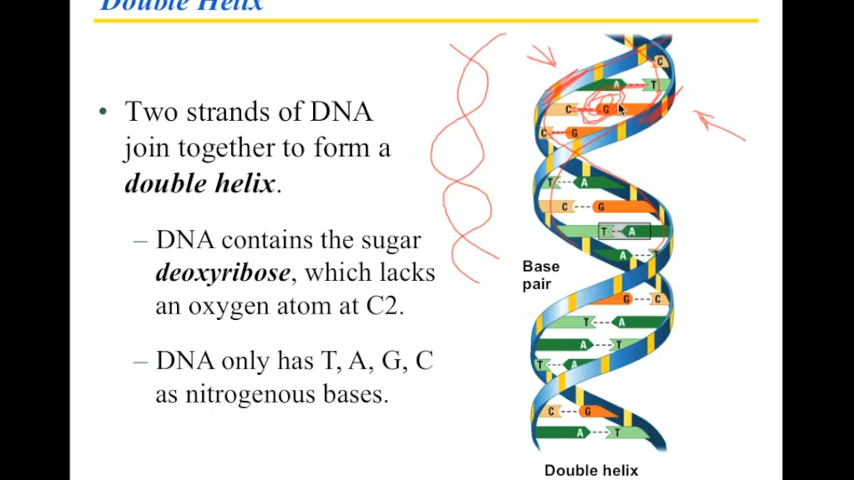 Double Helix
• Two strands of DNA
join together to form a
double helix.
– DNA contains the sugar
deoxyribose, which lacks
an oxygen atom at C2.
– DNA only has T, A, G, C
as nitrogenous bases.
C
A T
C G
C G
T A
C G
T A
A T
Base
pair
G C
T A
A T
T A
C G
A T
Double helix